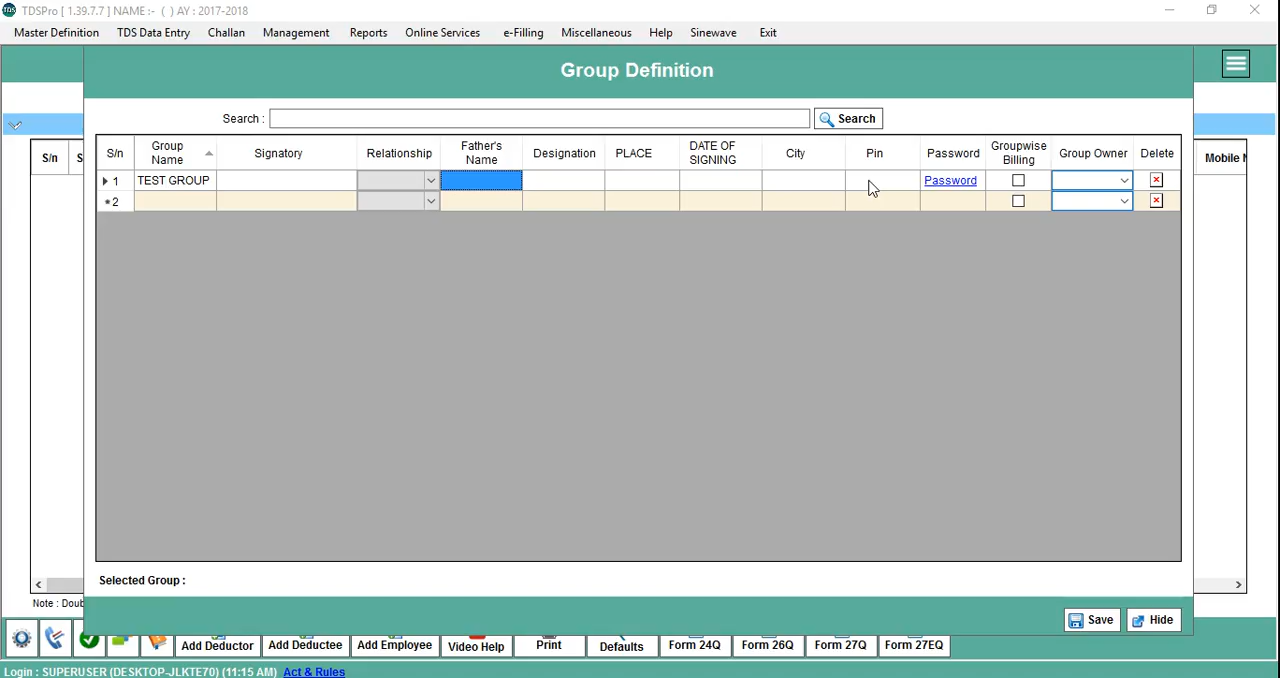 TDS TDSPro [ 1.39.7.7 ] NAME :- ( ) AY : 2017-2018
Master Definition TDS Data Entry Challan Management Reports Online Services e-Filling Miscellaneous Help Sinewave Exit
Group Definition
Search : Search
S/n Group Name Signatory Relationship Father's Name Designation PLACE DATE OF SIGNING City Pin Password Groupwise Billing Group Owner Delete
S/n S Mobile
1 TEST GROUP Password
2
Selected Group :
Note : Doub
Save Hide
Add Deductor Add Deductee Add Employee Video Help Print Defaults Form 24Q Form 26Q Form 27Q Form 27EQ
Login : SUPERUSER (DESKTOP-JLKTE70) (11:15 AM) Act & Rules